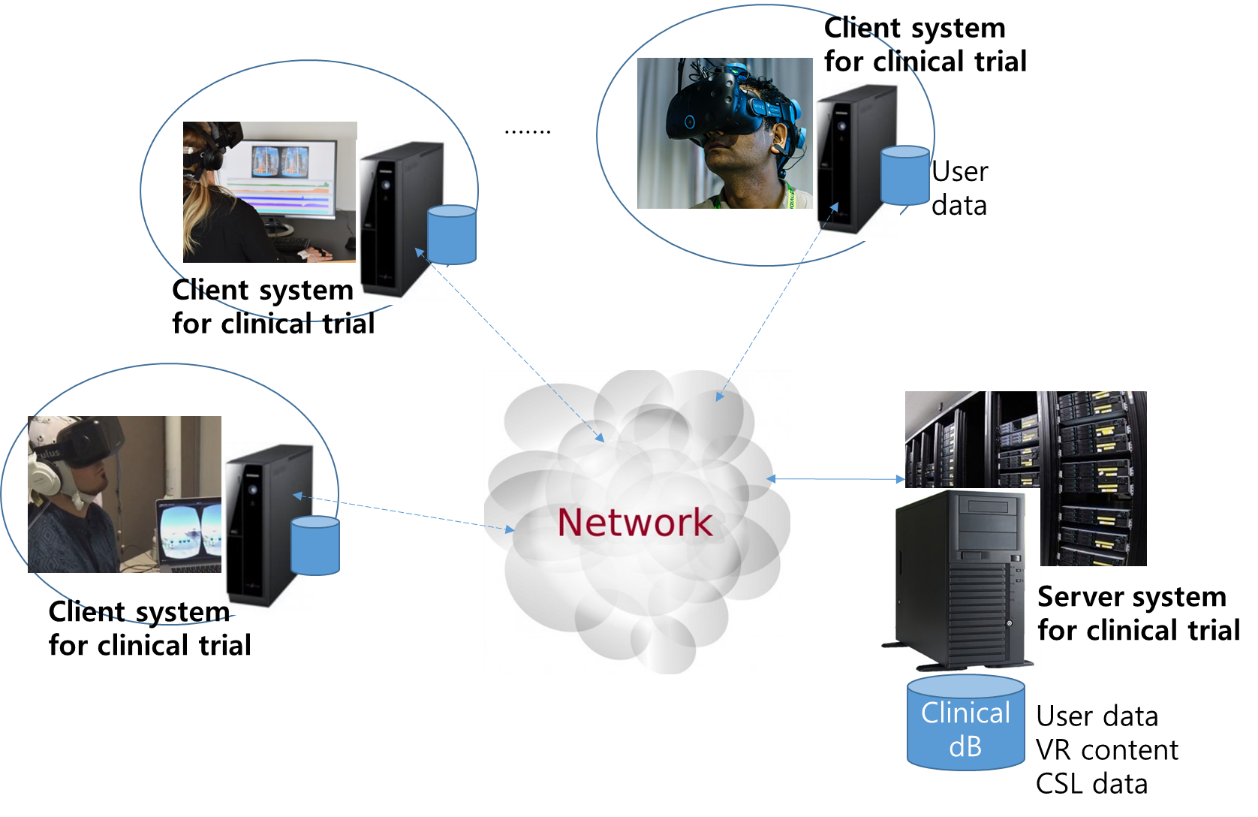 Client system
for clinical trial
.......
User
data
Client system
for clinical trial
Client system
for clinical trial
Network
Server system
for clinical trial
Clinical
dB
User data
VR content
CSL data